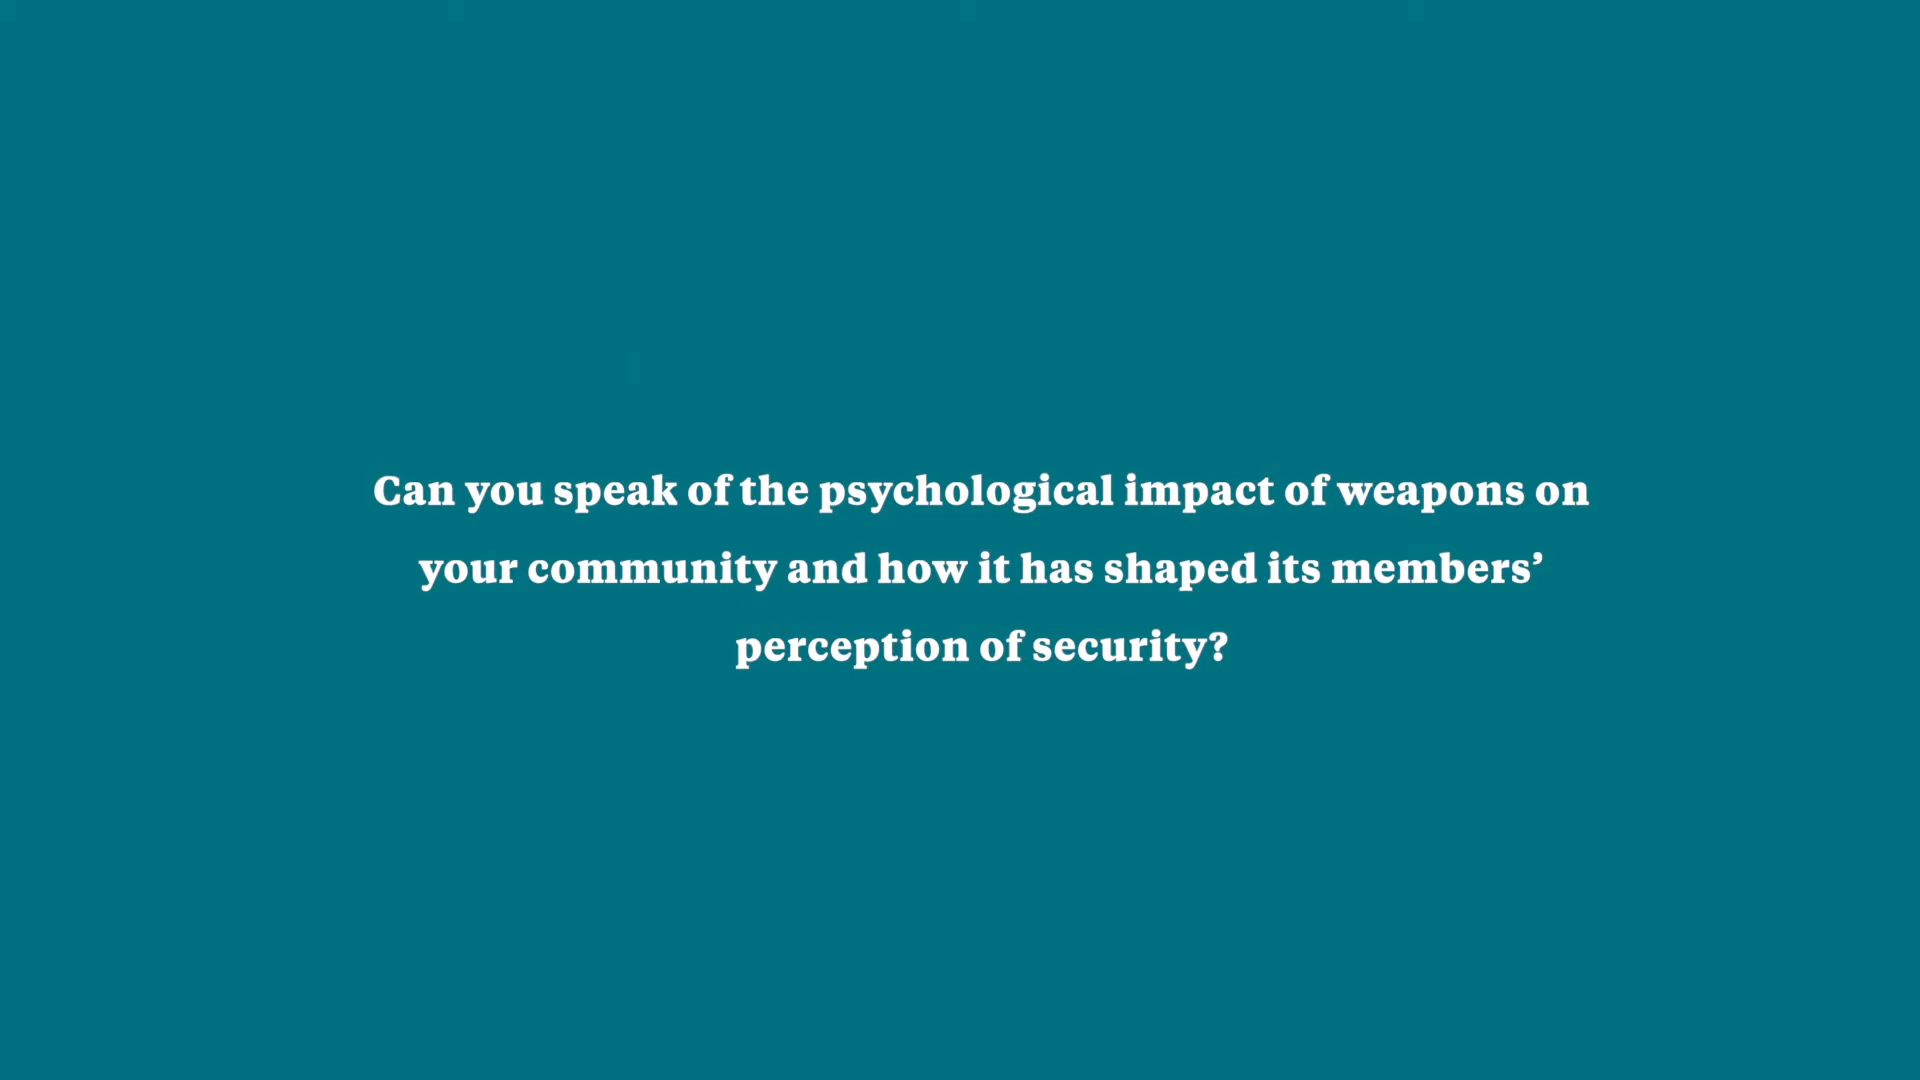 Can you speak of the psychological impact of weapons on
your community and how it has shaped its members’
perception of security?